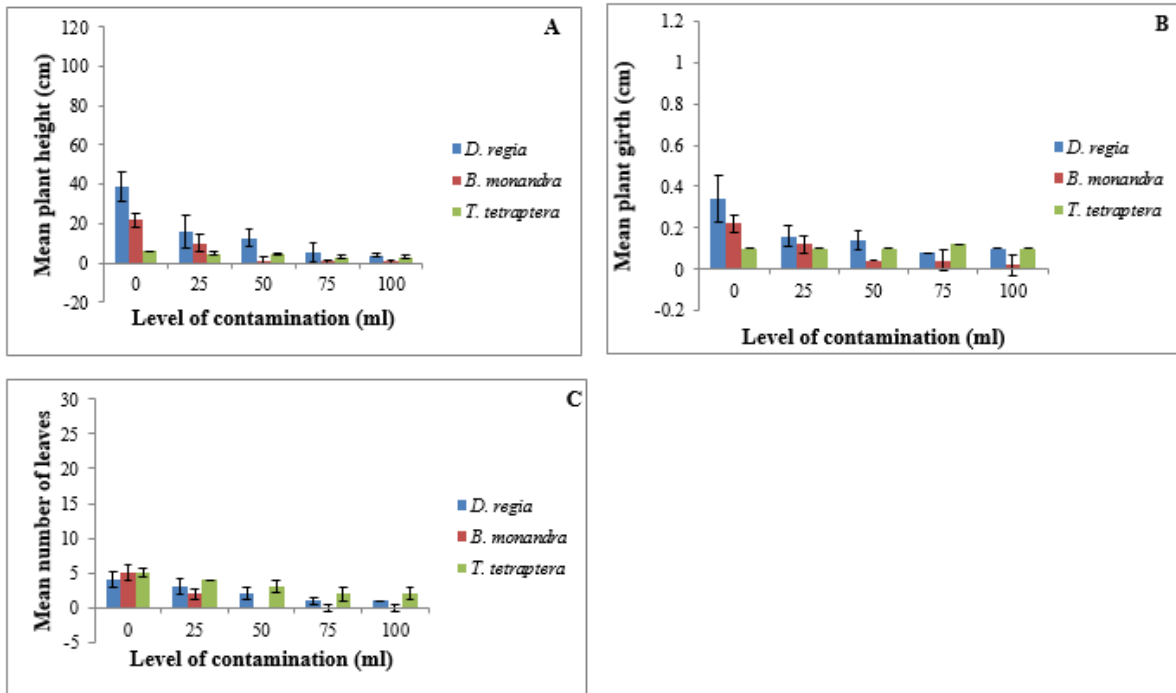 A
Mean plant height (cm)
120
100
80
60
40
20
0
-20
0 25 50 75 100
Level of contamination (ml)
D. regia
B. monandra
T. tetraptera
B
Mean plant girth (cm)
1.2
1
0.8
0.6
0.4
0.2
0
-0.2
0 25 50 75 100
Level of contamination (ml)
D. regia
B. monandra
T. tetraptera
C
Mean number of leaves
30
25
20
15
10
5
0
-5
0 25 50 75 100
Level of contamination (ml)
D. regia
B. monandra
T. tetraptera